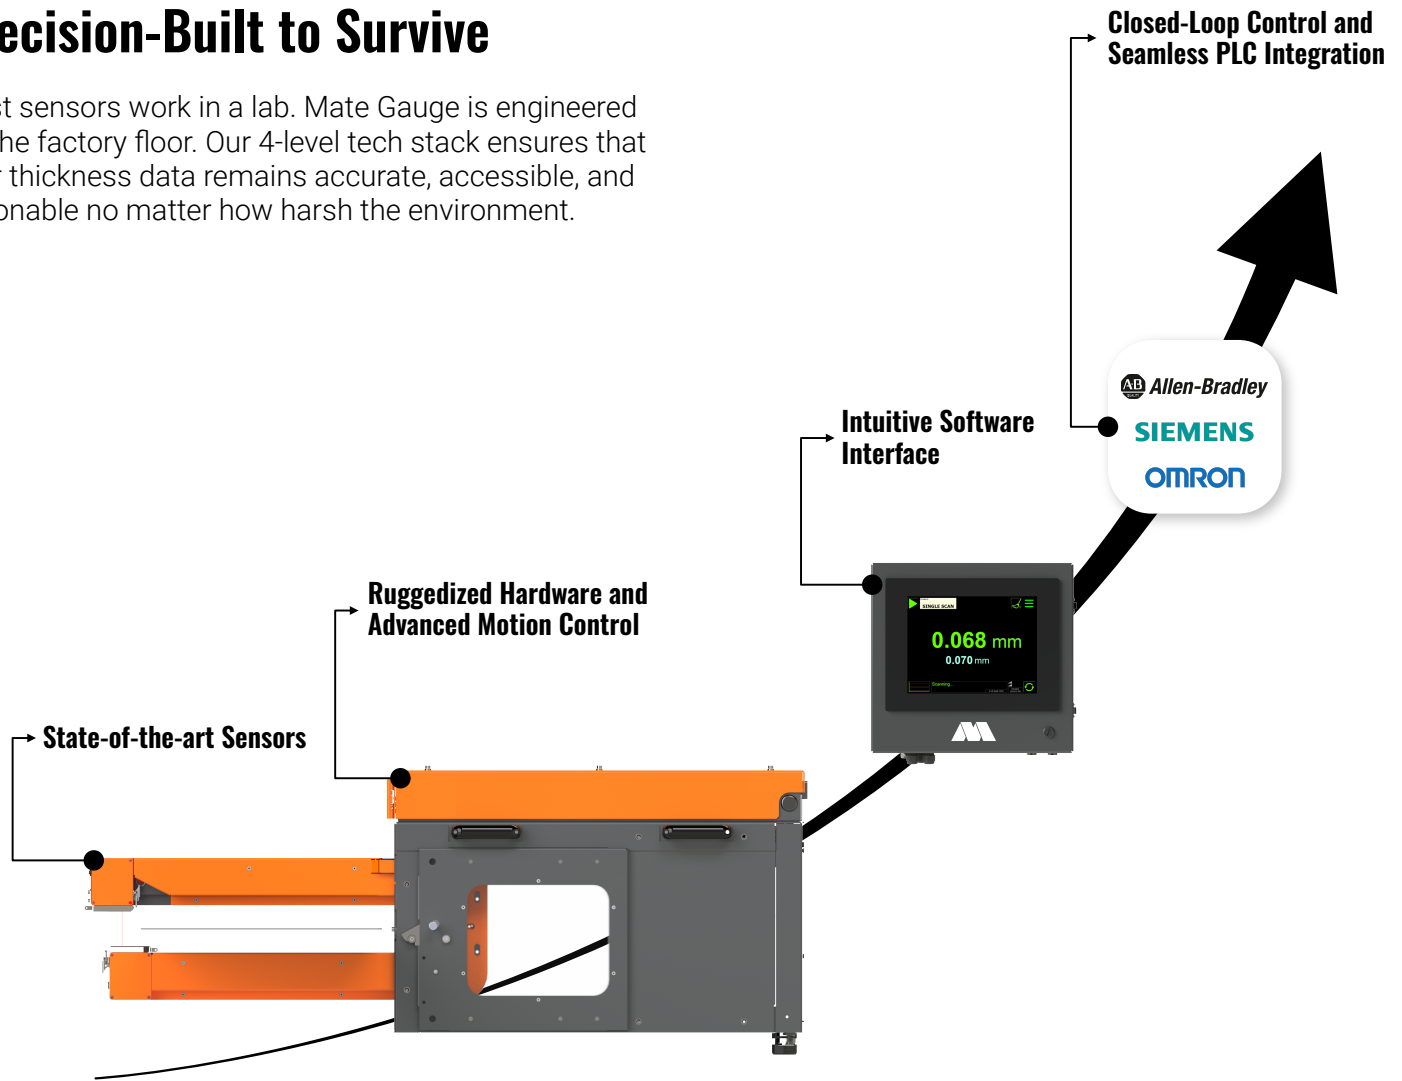 ecision-Built to Survive
st sensors work in a lab. Mate Gauge is engineered
he factory floor. Our 4-level tech stack ensures that
r thickness data remains accurate, accessible, and
onable no matter how harsh the environment.
Closed-Loop Control and
Seamless PLC Integration
AB Allen-Bradley
SIEMENS
OMRON
Intuitive Software
Interface
SINGLE SCAN
0.068 mm
0.070 mm
Scanning...
Ruggedized Hardware and
Advanced Motion Control
State-of-the-art Sensors